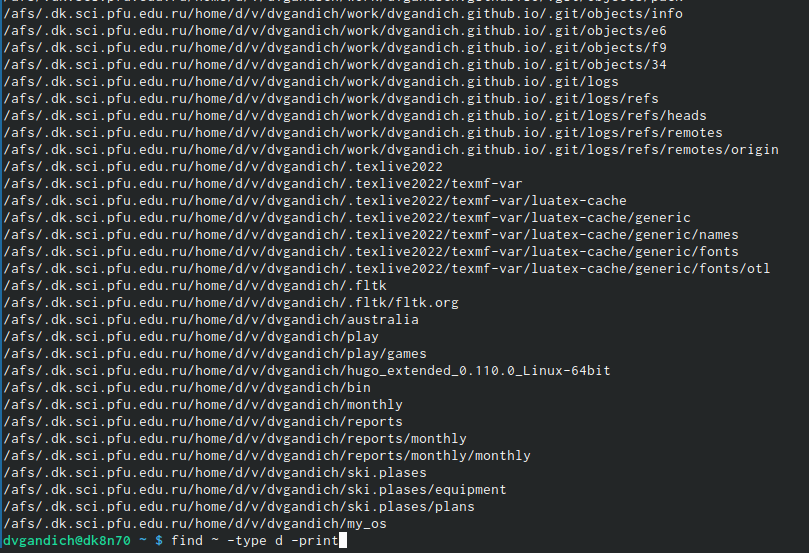 /afs/.dk.sci.pfu.edu.ru/home/d/v/dvgandich/work/dvgandich.github.io/.git/objects/info
/afs/.dk.sci.pfu.edu.ru/home/d/v/dvgandich/work/dvgandich.github.io/.git/objects/e6
/afs/.dk.sci.pfu.edu.ru/home/d/v/dvgandich/work/dvgandich.github.io/.git/objects/f9
/afs/.dk.sci.pfu.edu.ru/home/d/v/dvgandich/work/dvgandich.github.io/.git/objects/34
/afs/.dk.sci.pfu.edu.ru/home/d/v/dvgandich/work/dvgandich.github.io/.git/logs
/afs/.dk.sci.pfu.edu.ru/home/d/v/dvgandich/work/dvgandich.github.io/.git/logs/refs
/afs/.dk.sci.pfu.edu.ru/home/d/v/dvgandich/work/dvgandich.github.io/.git/logs/refs/heads
/afs/.dk.sci.pfu.edu.ru/home/d/v/dvgandich/work/dvgandich.github.io/.git/logs/refs/remotes
/afs/.dk.sci.pfu.edu.ru/home/d/v/dvgandich/work/dvgandich.github.io/.git/logs/refs/remotes/origin
/afs/.dk.sci.pfu.edu.ru/home/d/v/dvgandich/.texlive2022
/afs/.dk.sci.pfu.edu.ru/home/d/v/dvgandich/.texlive2022/texmf-var
/afs/.dk.sci.pfu.edu.ru/home/d/v/dvgandich/.texlive2022/texmf-var/luatex-cache
/afs/.dk.sci.pfu.edu.ru/home/d/v/dvgandich/.texlive2022/texmf-var/luatex-cache/generic
/afs/.dk.sci.pfu.edu.ru/home/d/v/dvgandich/.texlive2022/texmf-var/luatex-cache/generic/names
/afs/.dk.sci.pfu.edu.ru/home/d/v/dvgandich/.texlive2022/texmf-var/luatex-cache/generic/fonts
/afs/.dk.sci.pfu.edu.ru/home/d/v/dvgandich/.texlive2022/texmf-var/luatex-cache/generic/fonts/otl
/afs/.dk.sci.pfu.edu.ru/home/d/v/dvgandich/.fltk
/afs/.dk.sci.pfu.edu.ru/home/d/v/dvgandich/.fltk/fltk.org
/afs/.dk.sci.pfu.edu.ru/home/d/v/dvgandich/australia
/afs/.dk.sci.pfu.edu.ru/home/d/v/dvgandich/play
/afs/.dk.sci.pfu.edu.ru/home/d/v/dvgandich/play/games
/afs/.dk.sci.pfu.edu.ru/home/d/v/dvgandich/hugo_extended_0.110.0_Linux-64bit
/afs/.dk.sci.pfu.edu.ru/home/d/v/dvgandich/bin
/afs/.dk.sci.pfu.edu.ru/home/d/v/dvgandich/monthly
/afs/.dk.sci.pfu.edu.ru/home/d/v/dvgandich/reports
/afs/.dk.sci.pfu.edu.ru/home/d/v/dvgandich/reports/monthly
/afs/.dk.sci.pfu.edu.ru/home/d/v/dvgandich/reports/monthly/monthly
/afs/.dk.sci.pfu.edu.ru/home/d/v/dvgandich/ski.plases
/afs/.dk.sci.pfu.edu.ru/home/d/v/dvgandich/ski.plases/equipment
/afs/.dk.sci.pfu.edu.ru/home/d/v/dvgandich/ski.plases/plans
/afs/.dk.sci.pfu.edu.ru/home/d/v/dvgandich/my_os
dvgandich@dk8n70 ~ $ find ~ -type d -print